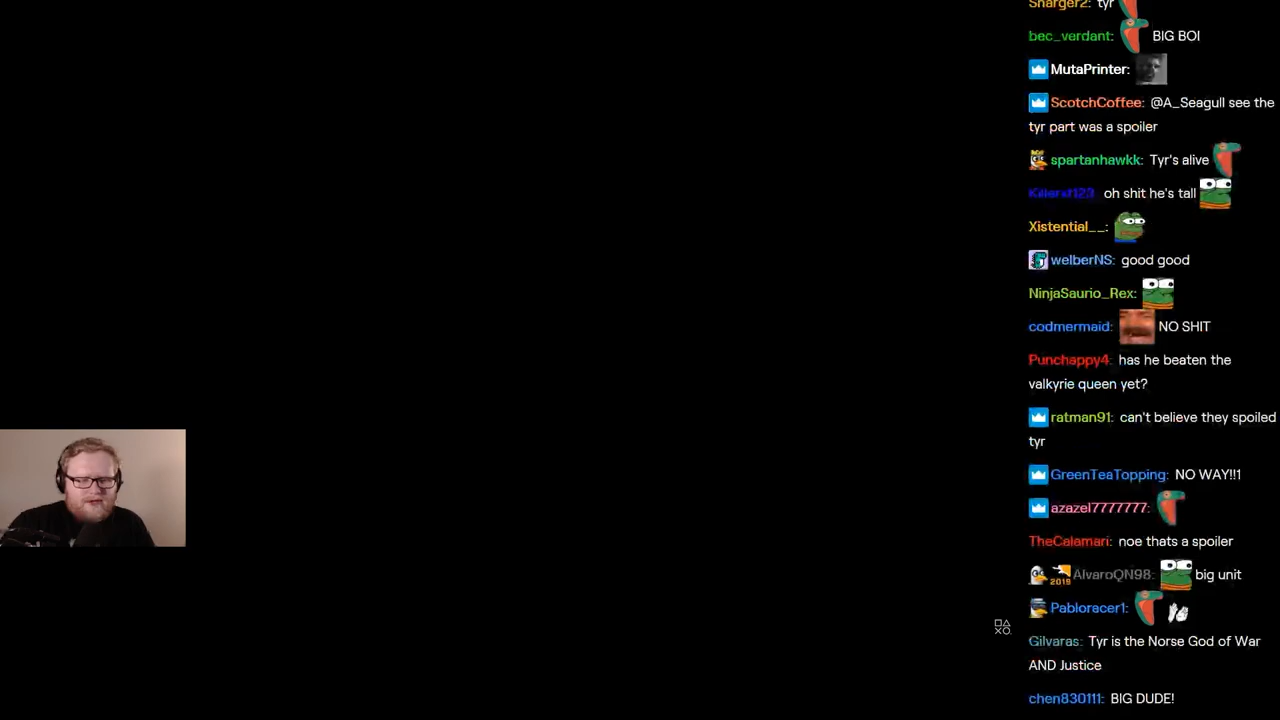 Sharger2: tyr
bec_verdant: BIG BOI
MutaPrinter:
ScotchCoffee: @A_Seagull see the
tyr part was a spoiler
spartanhawkk: Tyr's alive
oh shit he's tall
Xistential__:
welberNS: good good
NinjaSaurio_Rex:
codmermaid: NO SHIT
Punchappy4: has he beaten the
valkyrie queen yet?
ratman91: can't believe they spoiled
tyr
GreenTeaTopping: NO WAY!!1
azazel7777777:
TheCalamari: noe thats a spoiler
2019 AlvaroQN98: big unit
Pabloracer1:
Gilvaras: Tyr is the Norse God of War
AND Justice
chen830111: BIG DUDE!